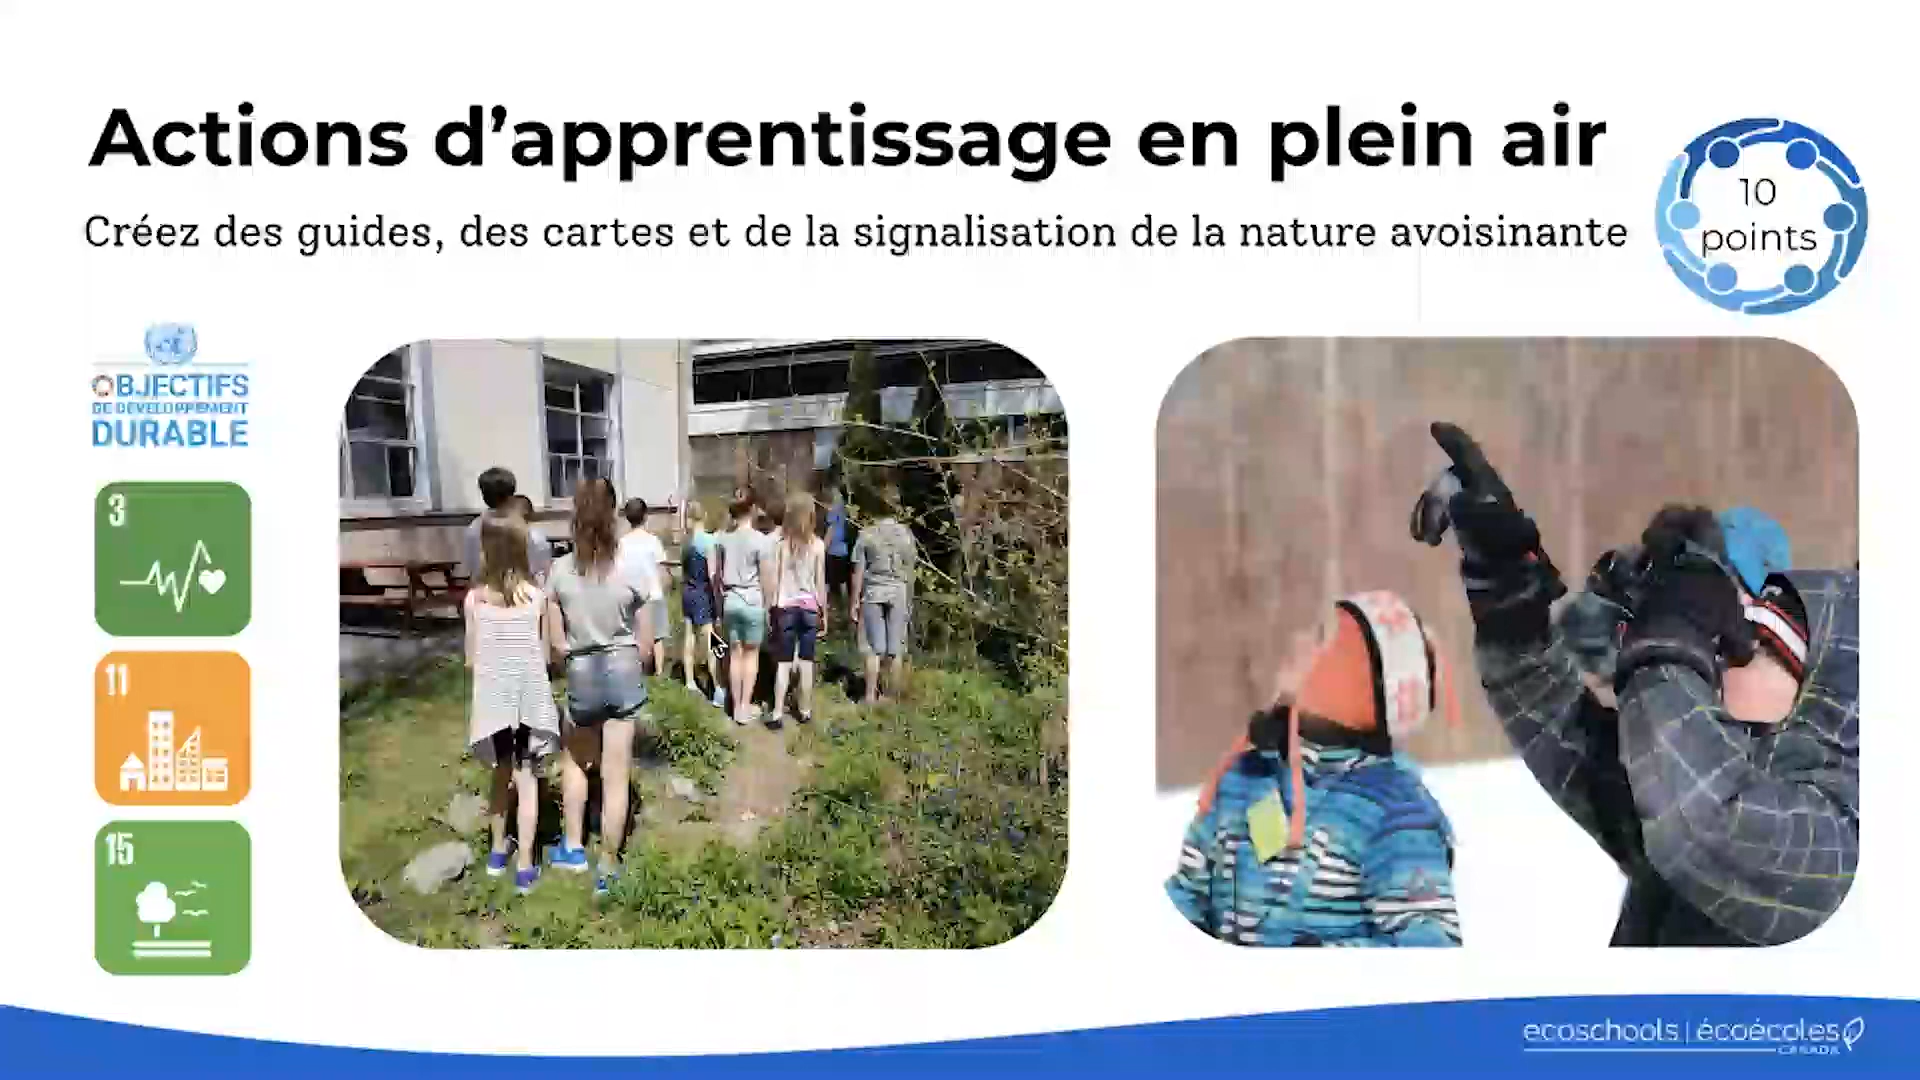 Actions d’apprentissage en plein air
Créez des guides, des cartes et de la signalisation de la nature avoisinante
10
points
OBJECTIFS
DE DÉVELOPPEMENT
DURABLE
3
11
15
ecoschools | écoécoles
CANADA